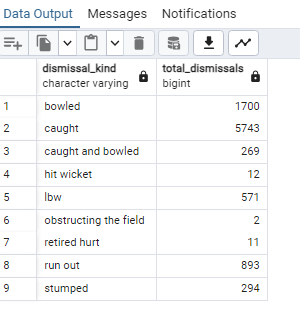 Data Output Messages Notifications
dismissal_kind total_dismissals
character varying bigint
1 bowled 1700
2 caught 5743
3 caught and bowled 269
4 hit wicket 12
5 lbw 571
6 obstructing the field 2
7 retired hurt 11
8 run out 893
9 stumped 294